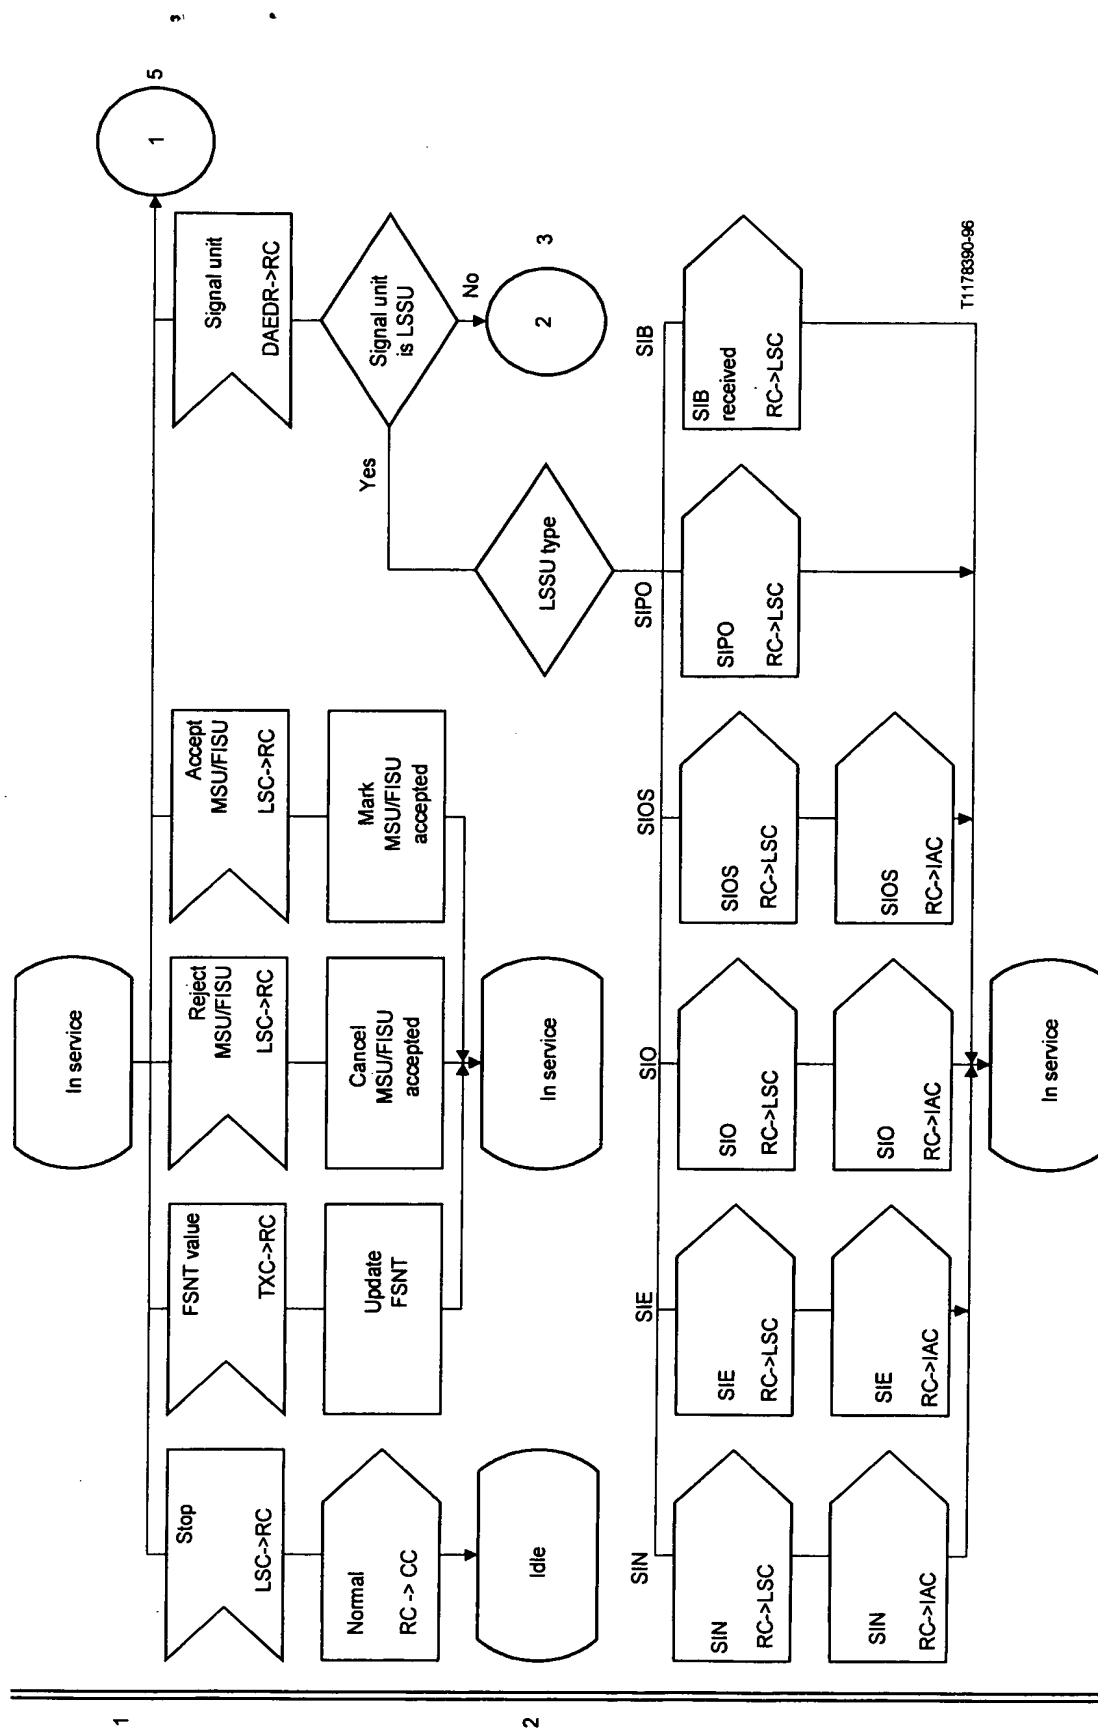 1
In service
1
5
Stop
LSC->RC
FSNT value
TXC->RC
Reject
MSU/FISU
LSC->RC
Accept
MSU/FISU
LSC->RC
Signal unit
DAEDR->RC
Normal
RC -> CC
Update
FSNT
Cancel
MSU/FISU
accepted
Mark
MSU/FISU
accepted
Signal unit
is LSSU
Yes
No
2
Idle
In service
LSSU type
2
3
SIN
SIE
SIO
SIOS
SIPO
SIB
SIN
RC->LSC
SIE
RC->LSC
SIO
RC->LSC
SIOS
RC->LSC
SIPO
RC->LSC
SIB
received
RC->LSC
SIN
RC->IAC
SIE
RC->IAC
SIO
RC->IAC
SIOS
RC->IAC
In service
T1178390-96